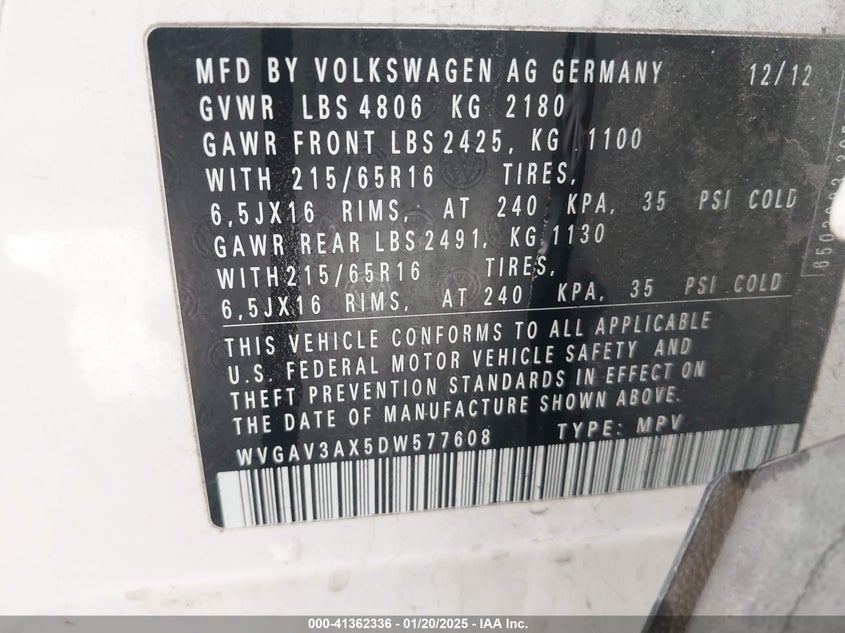 MFD BY VOLKSWAGEN AG GERMANY 12/12
GVWR LBS 4806 KG 2180
GAWR FRONT LBS 2425, KG 1100
WITH 215/65R16 TIRES,
6,5JX16 RIMS, AT 240 KPA, 35 PSI COLD
GAWR REAR LBS 2491, KG 1130
WITH 215/65R16 TIRES,
6,5JX16 RIMS, AT 240 KPA, 35 PSI COLD
THIS VEHICLE CONFORMS TO ALL APPLICABLE
U.S. FEDERAL MOTOR VEHICLE SAFETY AND
THEFT PREVENTION STANDARDS IN EFFECT ON
THE DATE OF MANUFACTURE SHOWN ABOVE.
WVGAV3AX5DW577608 TYPE: MPV
000-41362336 - 01/20/2025 - IAA Inc.